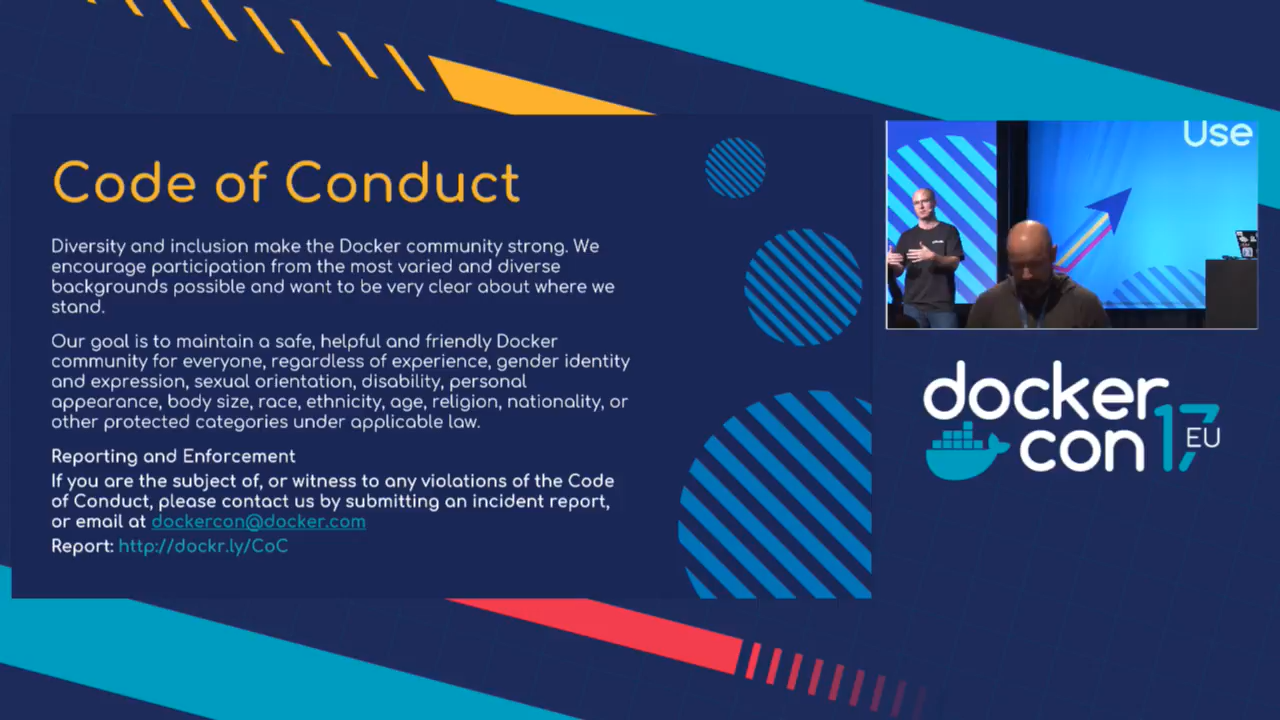 Code of Conduct
Diversity and inclusion make the Docker community strong. We
encourage participation from the most varied and diverse
backgrounds possible and want to be very clear about where we
stand.
Our goal is to maintain a safe, helpful and friendly Docker
community for everyone, regardless of experience, gender identity
and expression, sexual orientation, disability, personal
appearance, body size, race, ethnicity, age, religion, nationality, or
other protected categories under applicable law.
Reporting and Enforcement
If you are the subject of, or witness to any violations of the Code
of Conduct, please contact us by submitting an incident report,
or email at dockercon@docker.com
Report: http://dockr.ly/CoC
Use
docker
con 17 EU